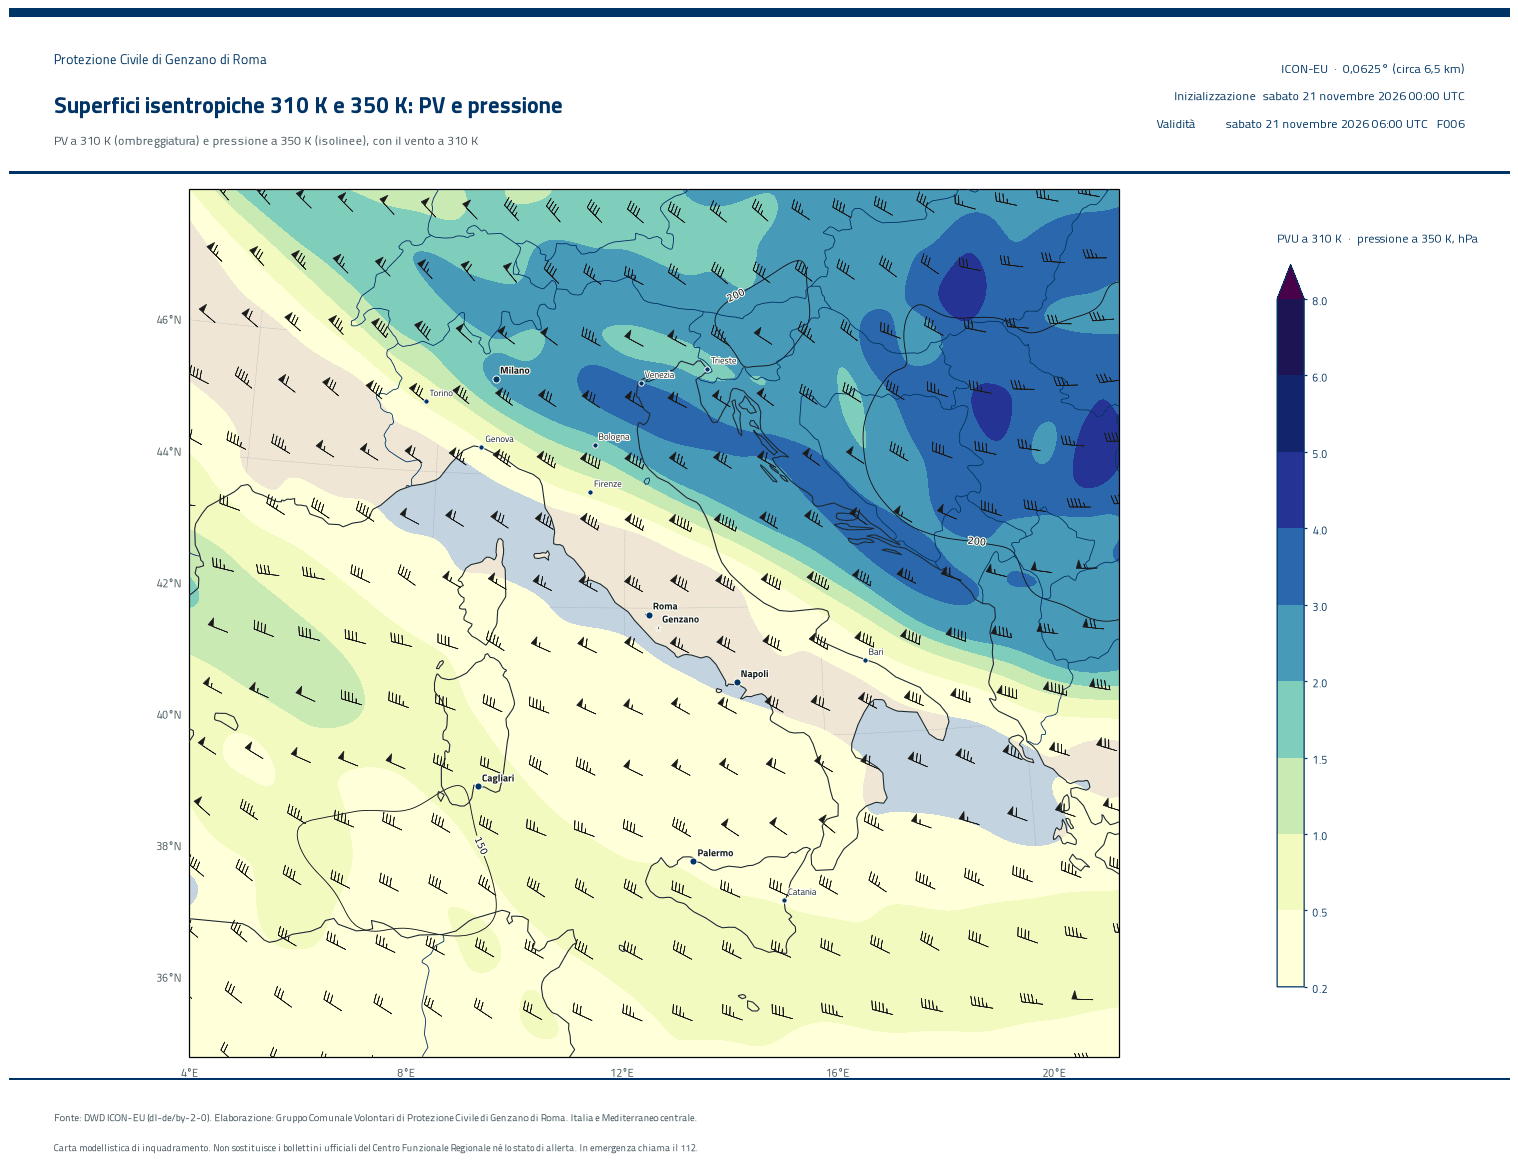 Protezione Civile di Genzano di Roma
Superfici isentropiche 310 K e 350 K: PV e pressione
PV a 310 K (ombreggiatura) e pressione a 350 K (isolinee), con il vento a 310 K
ICON-EU · 0,0625° (circa 6,5 km)
Inizializzazione sabato 21 novembre 2026 00:00 UTC
Validità sabato 21 novembre 2026 06:00 UTC F006
PVU a 310 K · pressione a 350 K, hPa
8.0
6.0
5.0
4.0
3.0
2.0
1.5
1.0
0.5
0.2
46°N
44°N
42°N
40°N
38°N
36°N
4°E
8°E
12°E
16°E
20°E
200
Trieste
Milano
Venezia
Torino
Genova
Bologna
Firenze
200
Roma
Genzano
Bari
Napoli
Cagliari
150
Palermo
Catania
Fonte: DWD ICON-EU (dl-de/by-2-0). Elaborazione: Gruppo Comunale Volontari di Protezione Civile di Genzano di Roma. Italia e Mediterraneo centrale.
Carta modellistica di inquadramento. Non sostituisce i bollettini ufficiali del Centro Funzionale Regionale né lo stato di allerta. In emergenza chiama il 112.